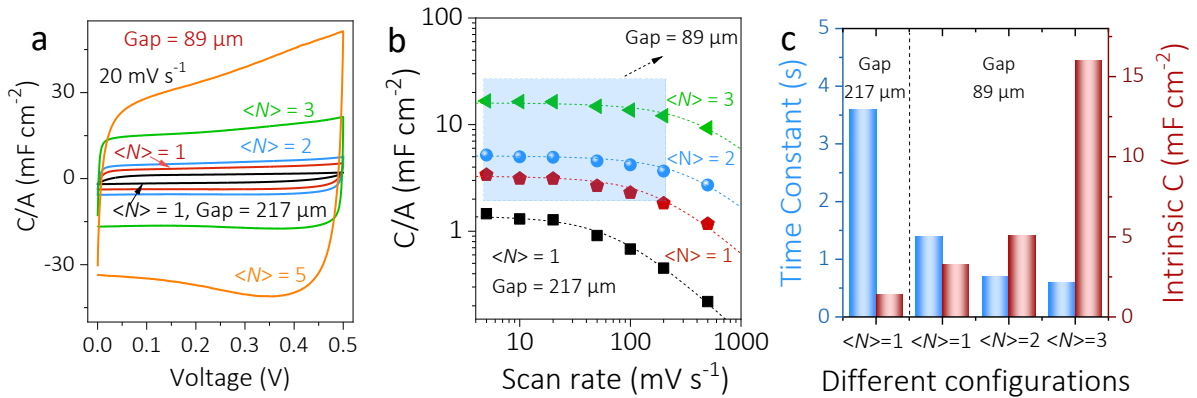 a
Gap = 89 μm
20 mV s⁻¹
<N> = 3
<N> = 1
<N> = 2
<N> = 1, Gap = 217 μm
<N> = 5
30
0
-30
C/A (mF cm⁻²)
0.0 0.1 0.2 0.3 0.4 0.5
Voltage (V)
b
Gap = 89 μm
<N> = 3
<N> = 2
<N> = 1
<N> = 1
Gap = 217 μm
100
10
1
C/A (mF cm⁻²)
10 100 1000
Scan rate (mV s⁻¹)
c
Gap
217 μm
Gap
89 μm
5
4
3
2
1
0
Time Constant (s)
15
10
5
0
Intrinsic C (mF cm⁻²)
<N>=1 <N>=1 <N>=2 <N>=3
Different configurations